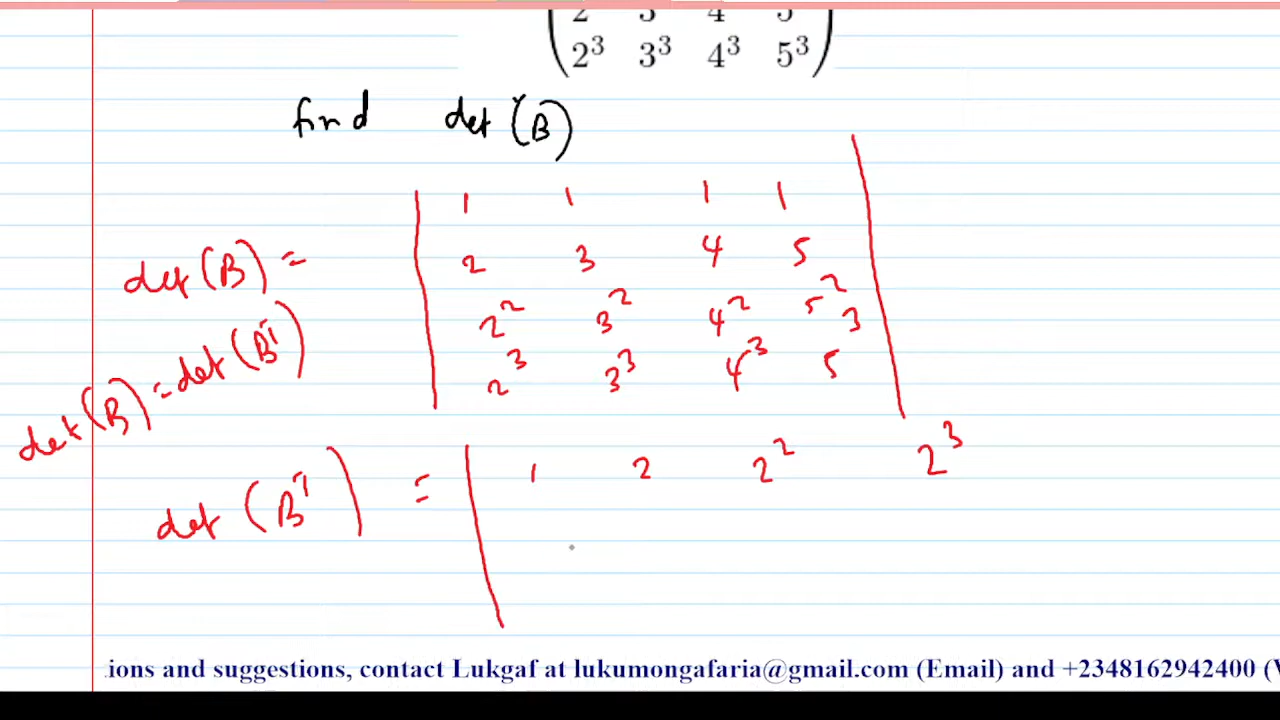 2³ 3³ 4³ 5³
find det (B)
1 1 1 1
det(B) = 2 3 4 5
2² 3² 4² 5²
2³ 3³ 4³ 5³
det(B) = det(Bᵀ)
det (Bᵀ) = 1 2 2² 2³
ions and suggestions, contact Lukgaf at lukumongafaria@gmail.com (Email) and +2348162942400 (